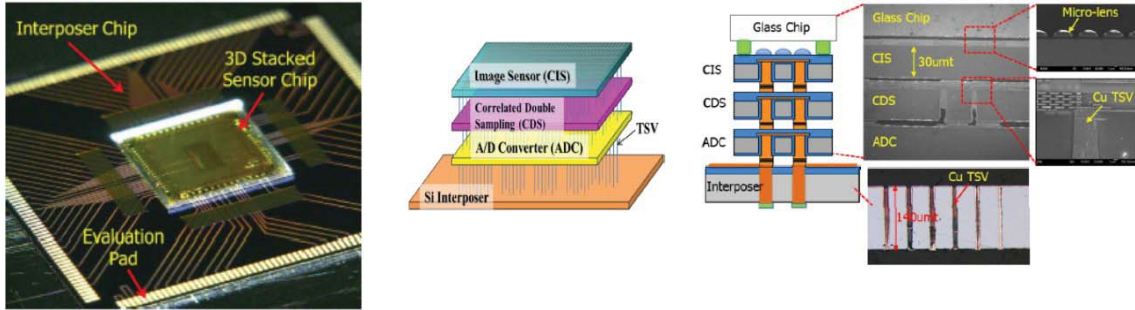 Interposer Chip
3D Stacked
Sensor Chip
Evaluation
Pad
Image Sensor (CIS)
Correlated Double
Sampling (CDS)
A/D Converter (ADC)
TSV
Si Interposer
Glass Chip
CIS
CDS
ADC
Interposer
Glass Chip
CIS
30umt
CDS
ADC
Micro-lens
Cu TSV
Cu TSV
140umt